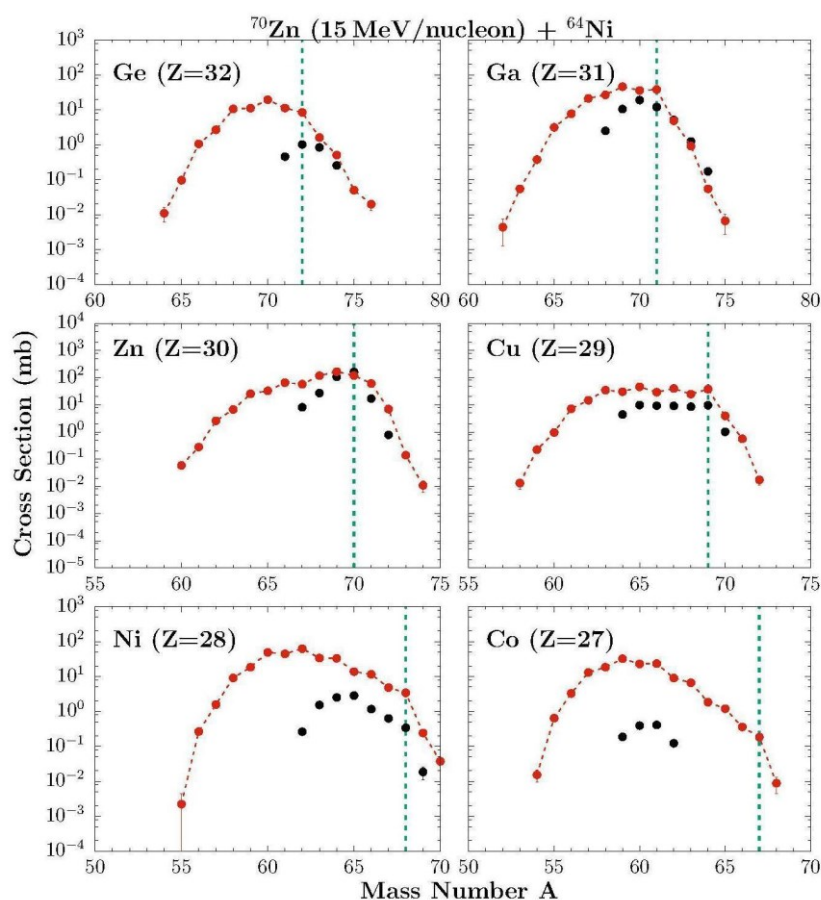 ⁷⁰Zn (15 MeV/nucleon) + ⁶⁴Ni
Ge (Z=32)
10³
10²
10¹
10⁰
10⁻¹
10⁻²
10⁻³
10⁻⁴
60 65 70 75 80
Ga (Z=31)
60 65 70 75 80
Zn (Z=30)
10⁴
10³
10²
10¹
10⁰
10⁻¹
10⁻²
10⁻³
10⁻⁴
10⁻⁵
55 60 65 70 75
Cu (Z=29)
55 60 65 70 75
Ni (Z=28)
10³
10²
10¹
10⁰
10⁻¹
10⁻²
10⁻³
10⁻⁴
50 55 60 65 70
Co (Z=27)
50 55 60 65 70
Cross Section (mb)
Mass Number A